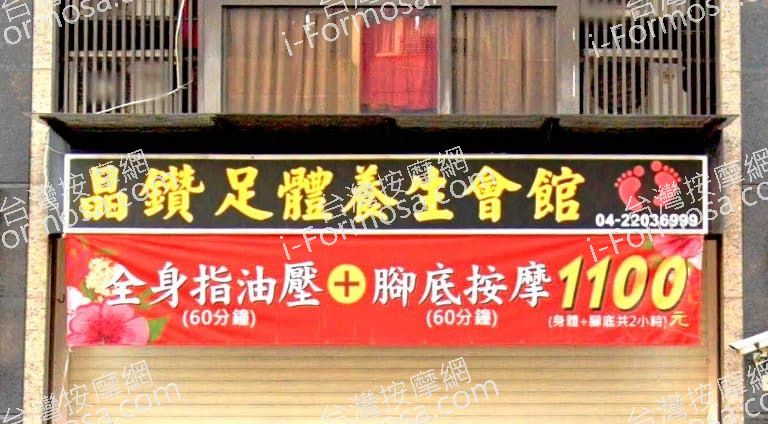 晶鑽 足體養生會館
04-22036999
全身指油壓+腳底按摩1100元
(60分鐘) (60分鐘) (身體+腳底共2小時)
台灣按摩網
i-Formosa.com